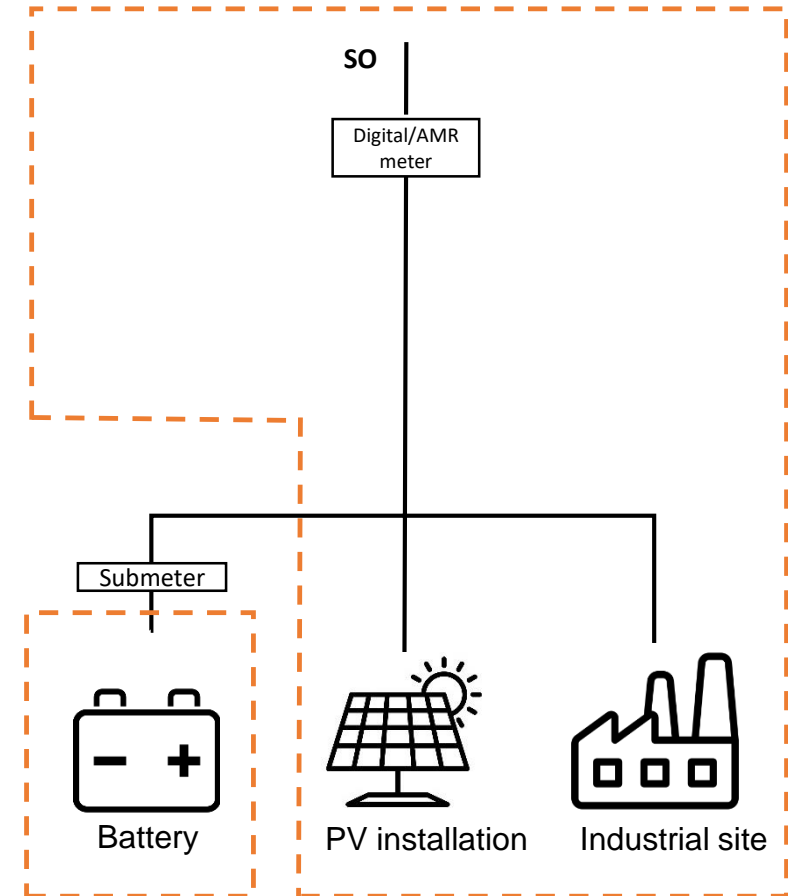 SO
Digital/AMR
meter
Submeter
Battery
PV installation
Industrial site